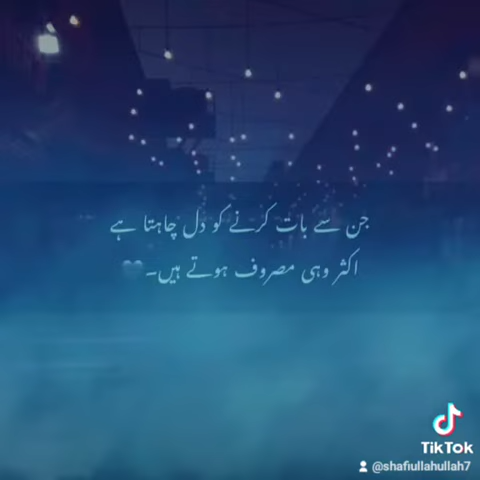 جن سے بات کرنے کو دل چاہتا ہے
اکثر وہی مصروف ہوتے ہیں۔🩶
TikTok
@shafiullahullah7